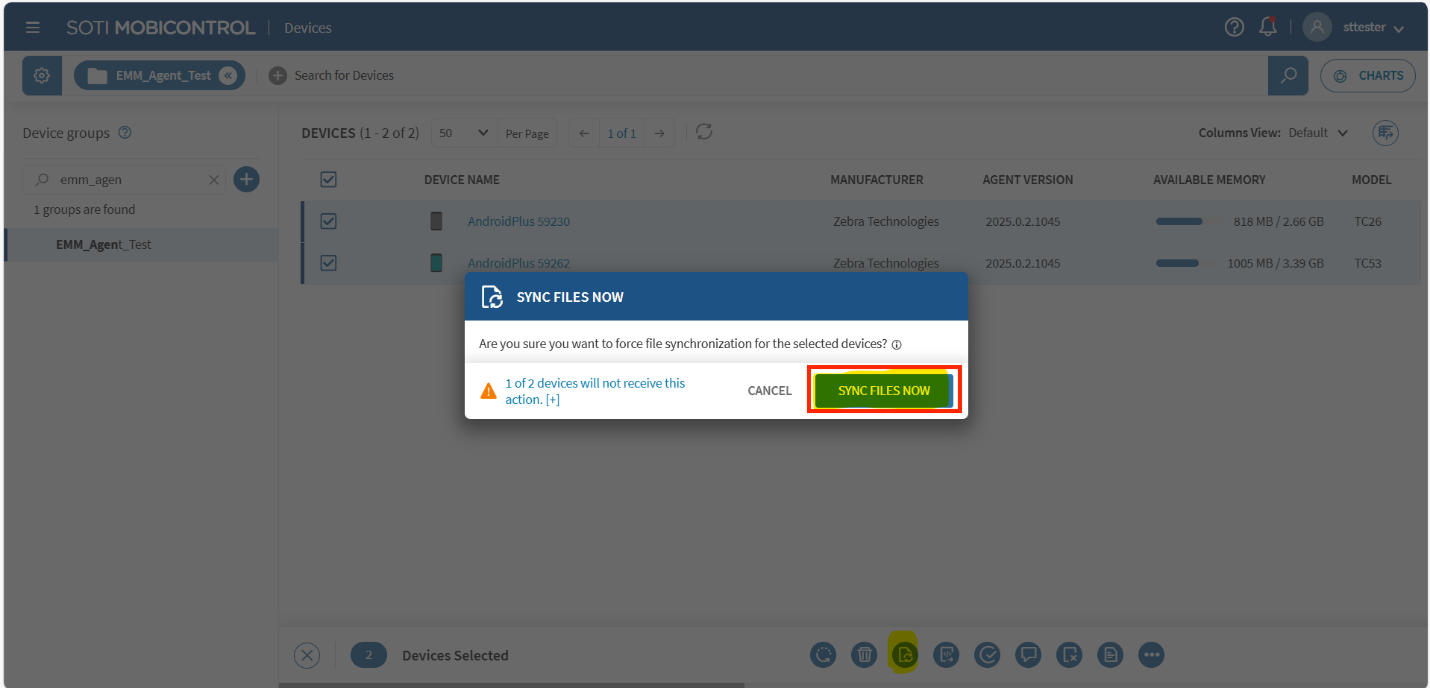 SOTI MOBICONTROL | Devices
sttester
EMM_Agent_Test «
Search for Devices
CHARTS
Device groups
DEVICES (1 - 2 of 2) 50 Per Page 1 of 1
Columns View: Default
emm_agen
1 groups are found
EMM_Agent_Test
DEVICE NAME MANUFACTURER AGENT VERSION AVAILABLE MEMORY MODEL
AndroidPlus 59230 Zebra Technologies 2025.0.2.1045 818 MB / 2.66 GB TC26
AndroidPlus 59262 Zebra Technologies 2025.0.2.1045 1005 MB / 3.39 GB TC53
SYNC FILES NOW
Are you sure you want to force file synchronization for the selected devices?
1 of 2 devices will not receive this
action. [+]
CANCEL
SYNC FILES NOW
2 Devices Selected